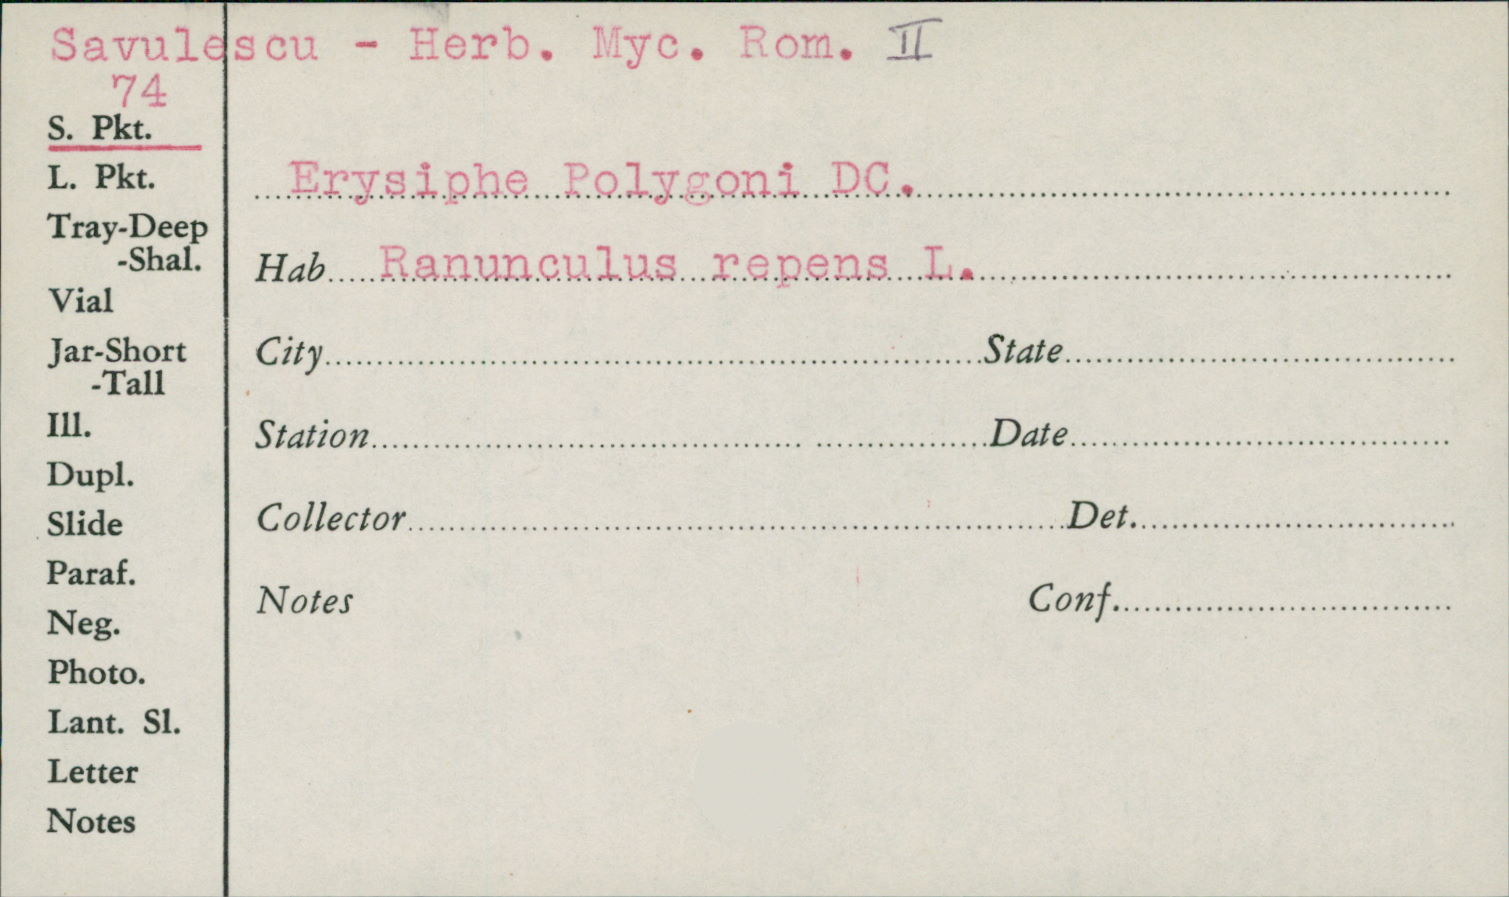 Savulescu - Herb. Myc. Rom. II
74
S. Pkt.
L. Pkt.
Tray-Deep
-Shal.
Vial
Jar-Short
-Tall
Ill.
Dupl.
Slide
Paraf.
Neg.
Photo.
Lant. Sl.
Letter
Notes
Erysiphe Polygoni DC.
Hab Ranunculus repens L.
City State
Station Date
Collector Det.
Notes Conf.